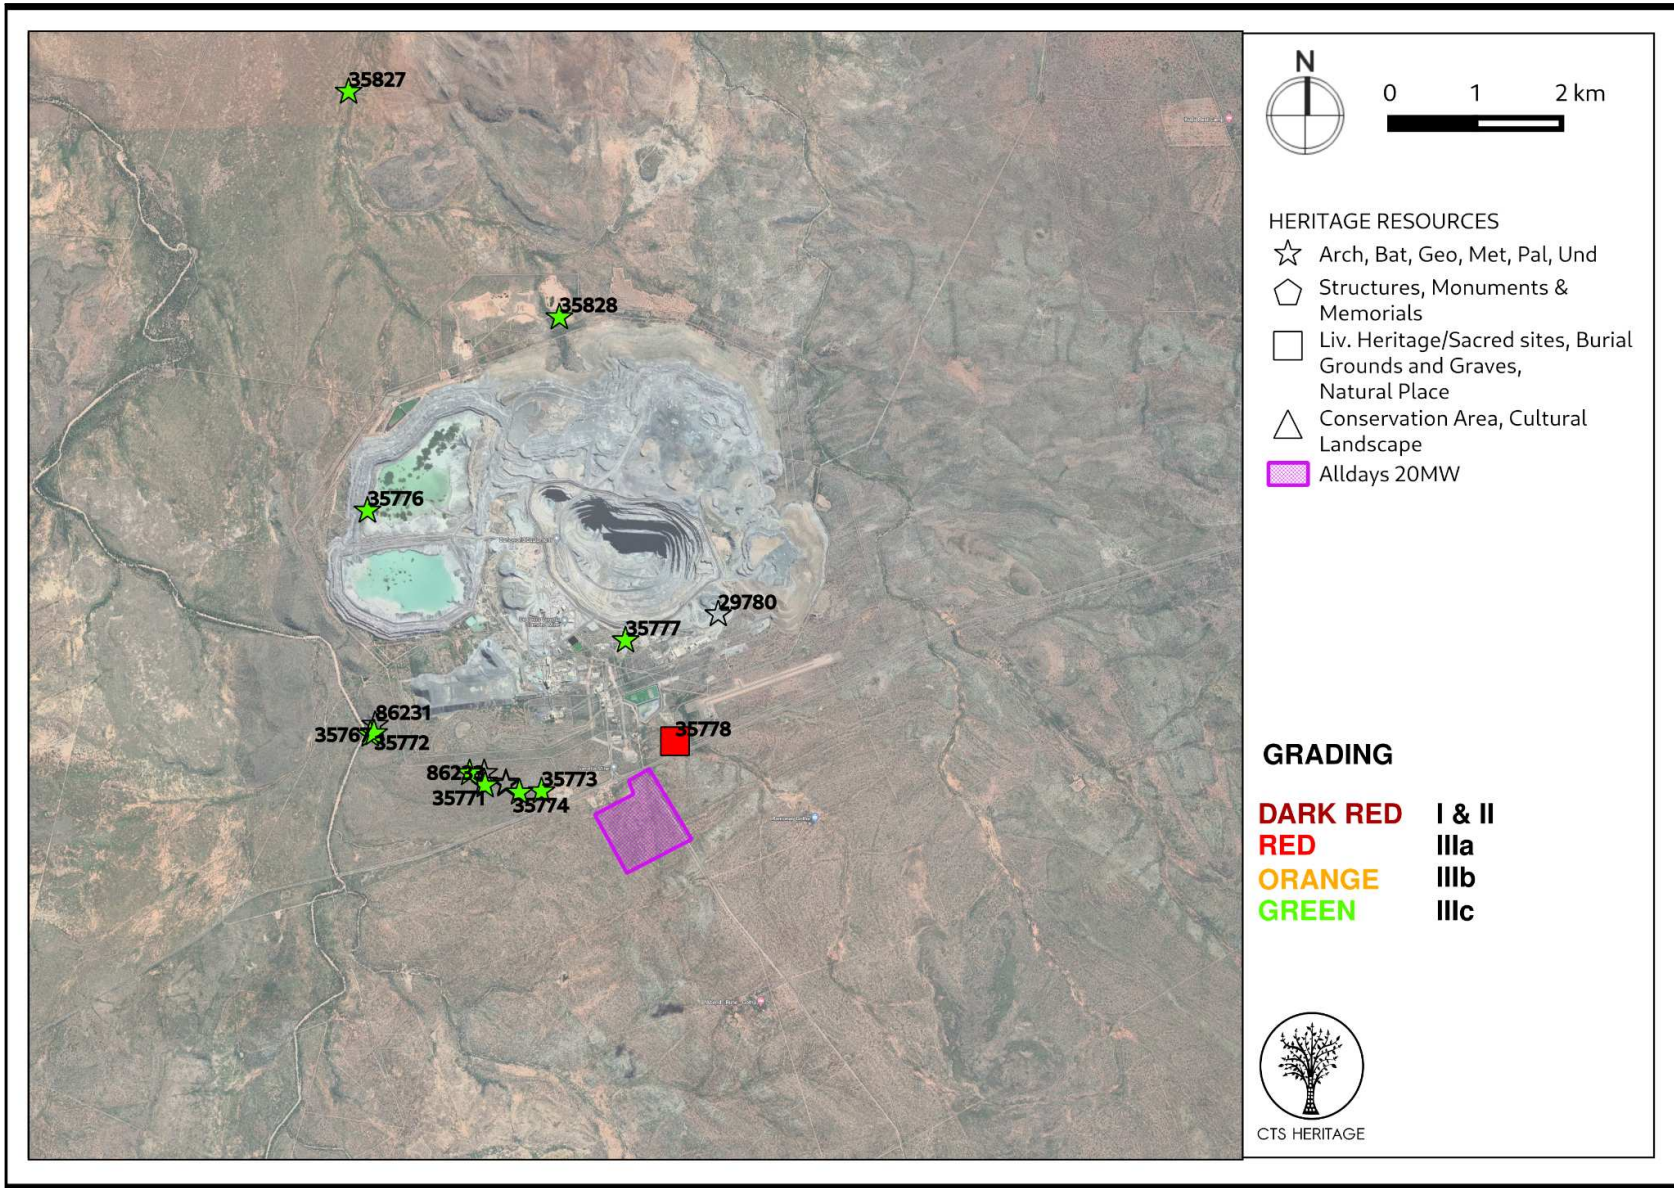 35827
35828
35776
29780
35777
86231
35772
35778
35773
35771
35774
N
0 1 2 km
HERITAGE RESOURCES
Arch, Bat, Geo, Met, Pal, Und
Structures, Monuments &
Memorials
Liv. Heritage/Sacred sites, Burial
Grounds and Graves,
Natural Place
Conservation Area, Cultural
Landscape
Alldays 20MW
GRADING
DARK RED I & II
RED IIIa
ORANGE IIIb
GREEN IIIc
CTS HERITAGE